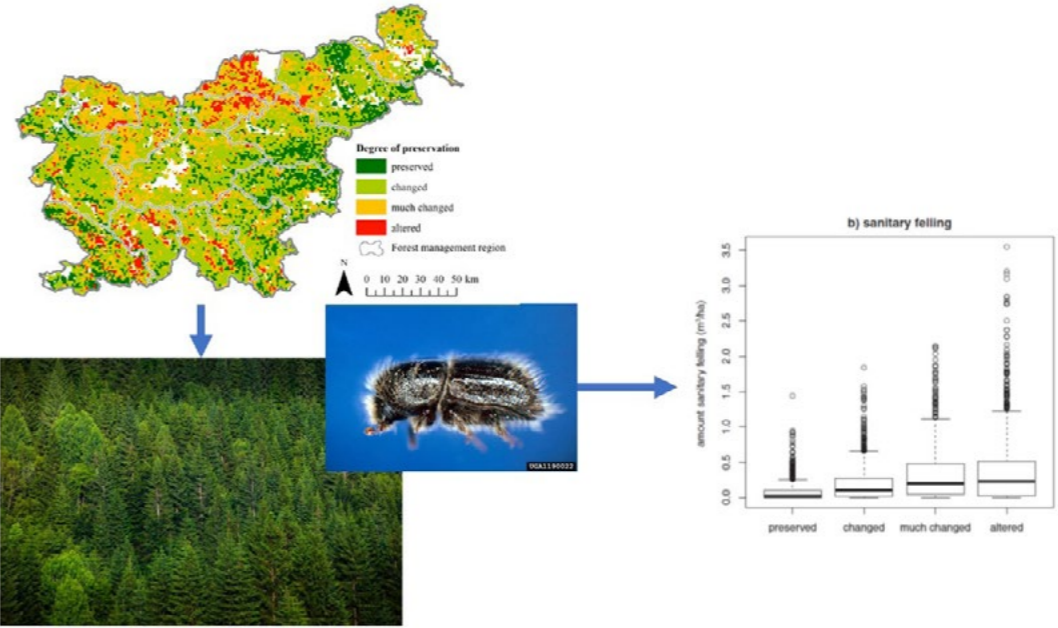 Degree of preservation
preserved
changed
much changed
altered
Forest management region
N
0 10 20 30 40 50 km
UGA1190022
b) sanitary felling
amount sanitary felling (m³/ha)
3.5
3.0
2.5
2.0
1.5
1.0
0.5
0.0
preserved changed much changed altered